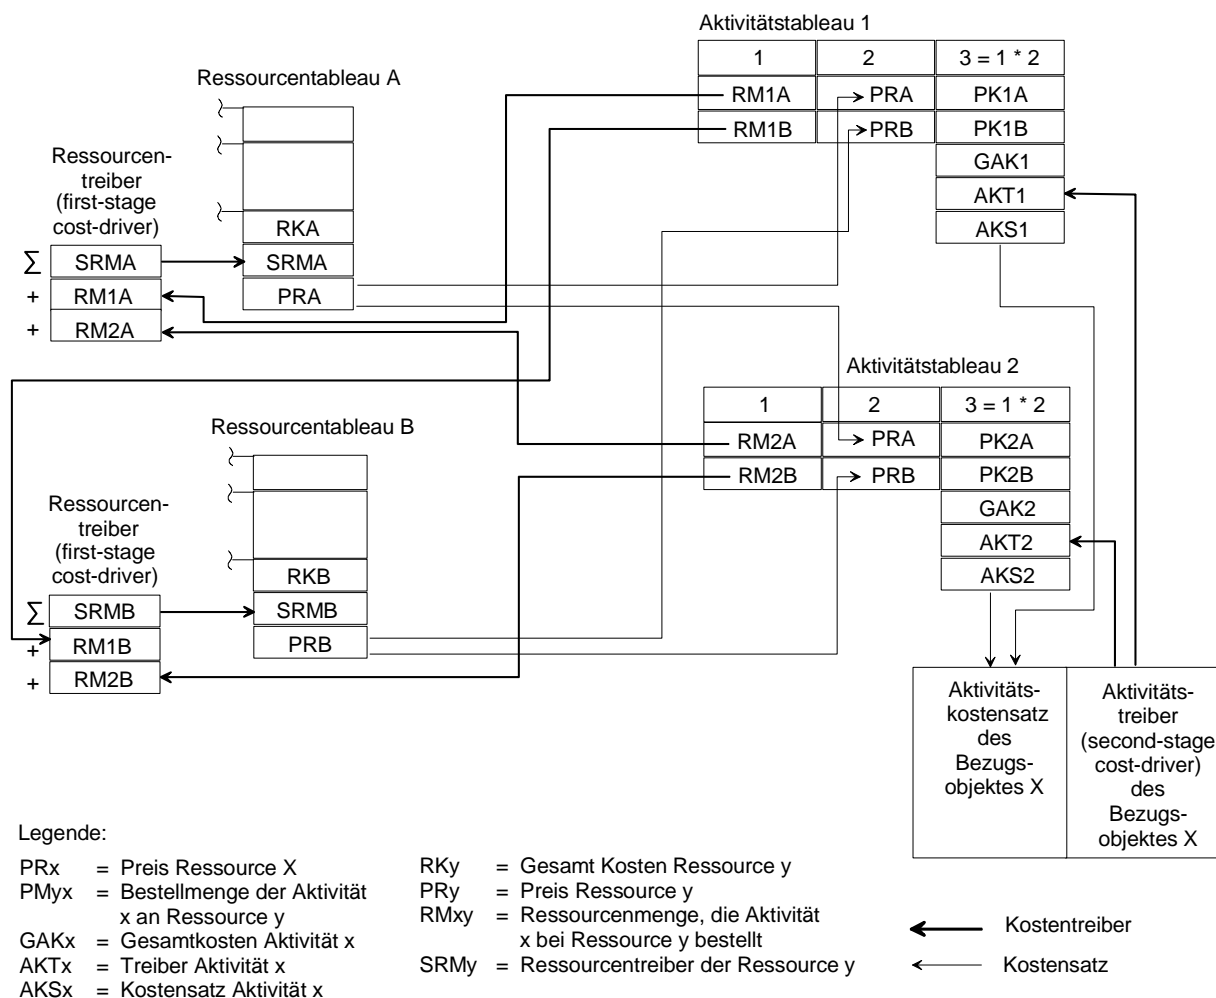 Aktivitätstableau 1
1 2 3 = 1 * 2
RM1A PRA PK1A
RM1B PRB PK1B
GAK1
AKT1
AKS1
Ressourcentableau A
RKA
SRMA
PRA
Ressourcen-
treiber
(first-stage
cost-driver)
∑ SRMA
+ RM1A
+ RM2A
Aktivitätstableau 2
1 2 3 = 1 * 2
RM2A PRA PK2A
RM2B PRB PK2B
GAK2
AKT2
AKS2
Ressourcentableau B
RKB
SRMB
PRB
Ressourcen-
treiber
(first-stage
cost-driver)
∑ SRMB
+ RM1B
+ RM2B
Aktivitäts-
kostensatz
des
Bezugs-
objektes X
Aktivitäts-
treiber
(second-stage
cost-driver)
des
Bezugs-
objektes X
Legende:
PRx = Preis Ressource X
PMyx = Bestellmenge der Aktivität
x an Ressource y
GAKx = Gesamtkosten Aktivität x
AKTx = Treiber Aktivität x
AKSx = Kostensatz Aktivität x
RKy = Gesamt Kosten Ressource y
PRy = Preis Ressource y
RMxy = Ressourcenmenge, die Aktivität
x bei Ressource y bestellt
SRMy = Ressourcentreiber der Ressource y
Kostentreiber
Kostensatz